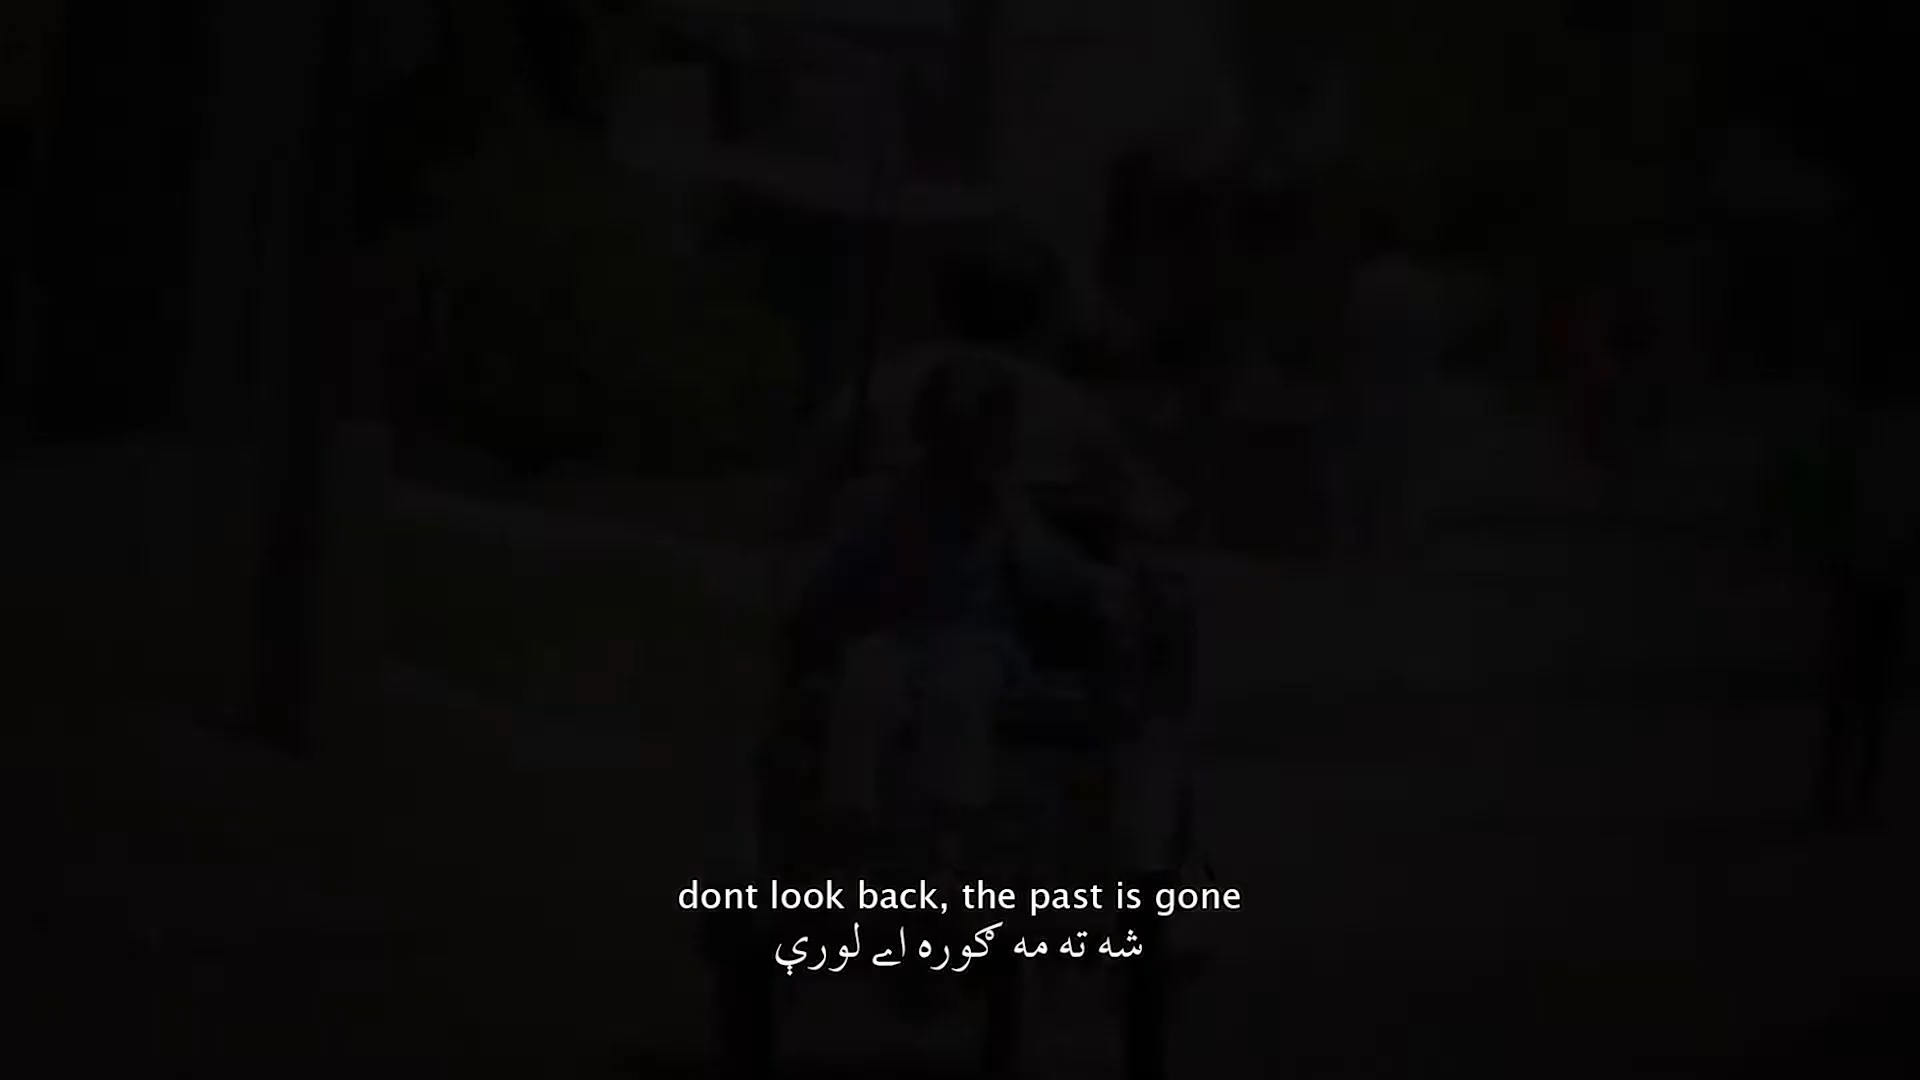 dont look back, the past is gone
شه ته مه ګوره اے لورې